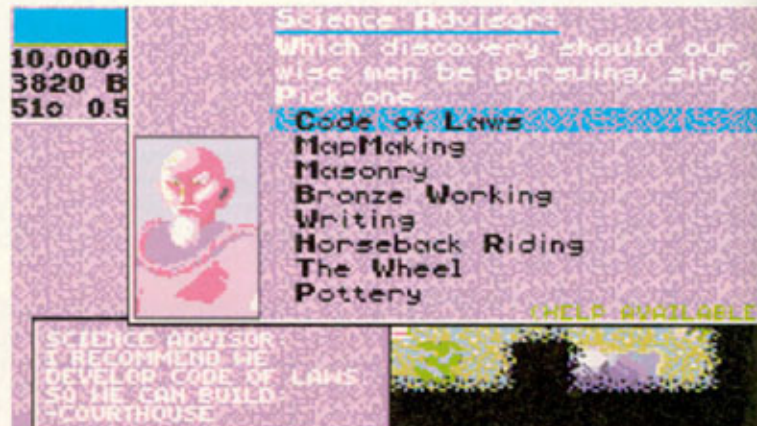 Science Advisor:
Which discovery should our
wise men be pursuing, sire?
Pick one...
Code of Laws
MapMaking
Masonry
Bronze Working
Writing
Horseback Riding
The Wheel
Pottery
(HELP AVAILABLE
10,000
3820 B
510 0.5
SCIENCE ADVISOR:
I RECOMMEND WE
DEVELOP CODE OF LAWS
SO WE CAN BUILD:
-COURTHOUSE